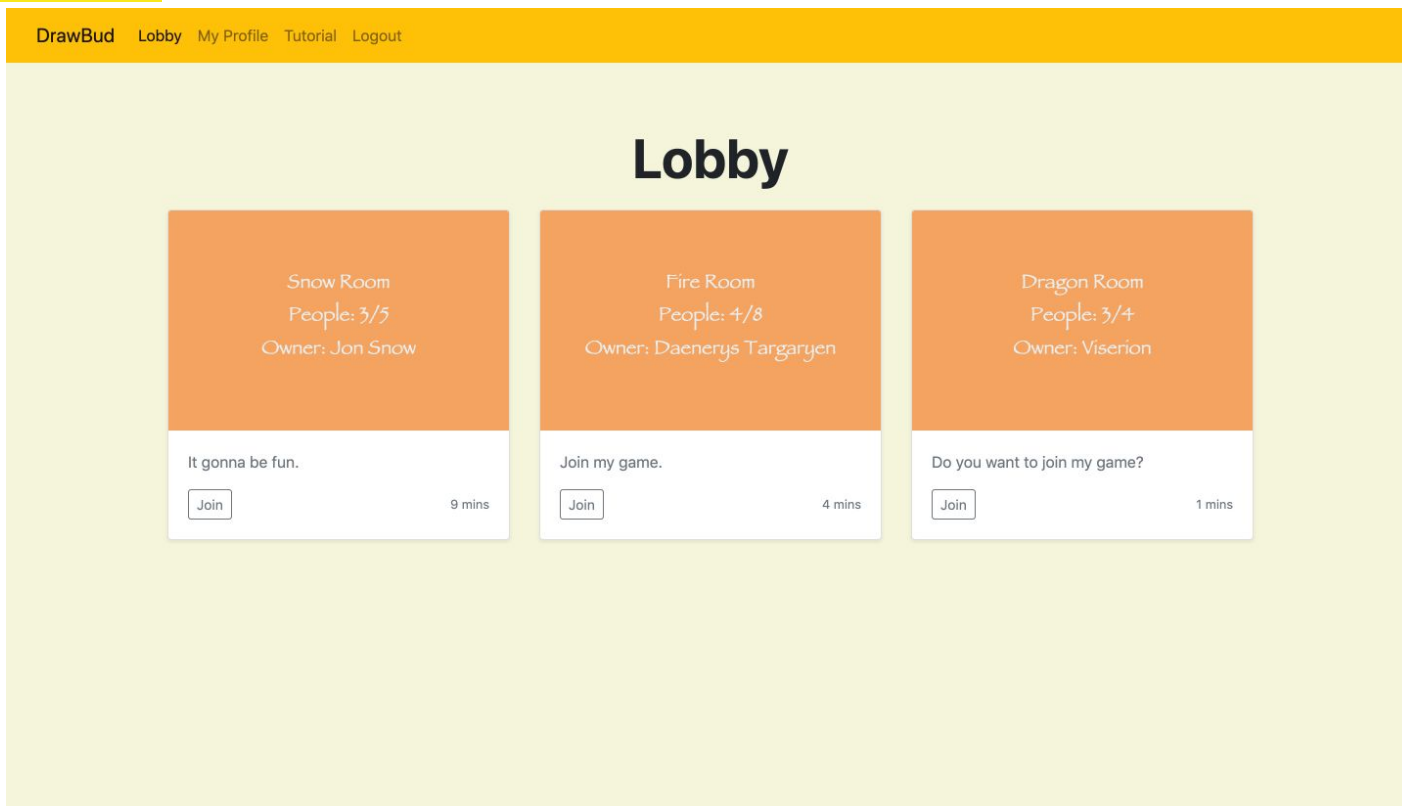 DrawBud Lobby My Profile Tutorial Logout
Lobby
Snow Room
People: 3/5
Owner: Jon Snow
It gonna be fun.
Join 9 mins
Fire Room
People: 4/8
Owner: Daenerys Targaryen
Join my game.
Join 4 mins
Dragon Room
People: 3/4
Owner: Viserion
Do you want to join my game?
Join 1 mins